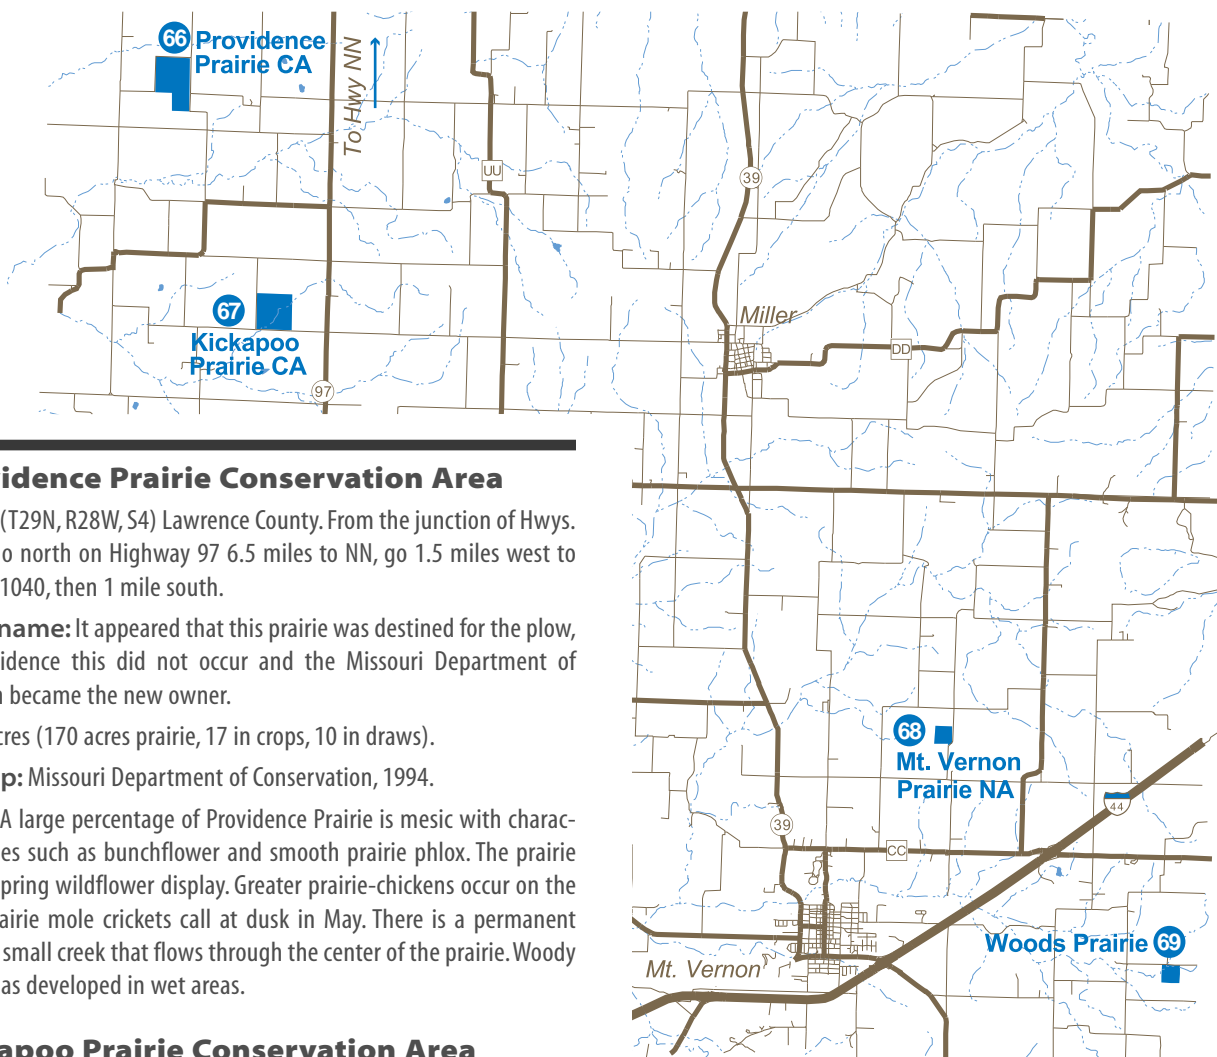 66 Providence
Prairie CA
To Hwy NN
UU
39
67
Kickapoo
Prairie CA
97
Miller
DD
idence Prairie Conservation Area
(T29N, R28W, S4) Lawrence County. From the junction of Hwys.
o north on Highway 97 6.5 miles to NN, go 1.5 miles west to
1040, then 1 mile south.
name: It appeared that this prairie was destined for the plow,
idence this did not occur and the Missouri Department of
became the new owner.
cres (170 acres prairie, 17 in crops, 10 in draws).
p: Missouri Department of Conservation, 1994.
A large percentage of Providence Prairie is mesic with charac-
es such as bunchflower and smooth prairie phlox. The prairie
pring wildflower display. Greater prairie-chickens occur on the
airie mole crickets call at dusk in May. There is a permanent
small creek that flows through the center of the prairie. Woody
as developed in wet areas.
apoo Prairie Conservation Area
68
Mt. Vernon
Prairie NA
44
39
CC
Woods Prairie 69
Mt. Vernon